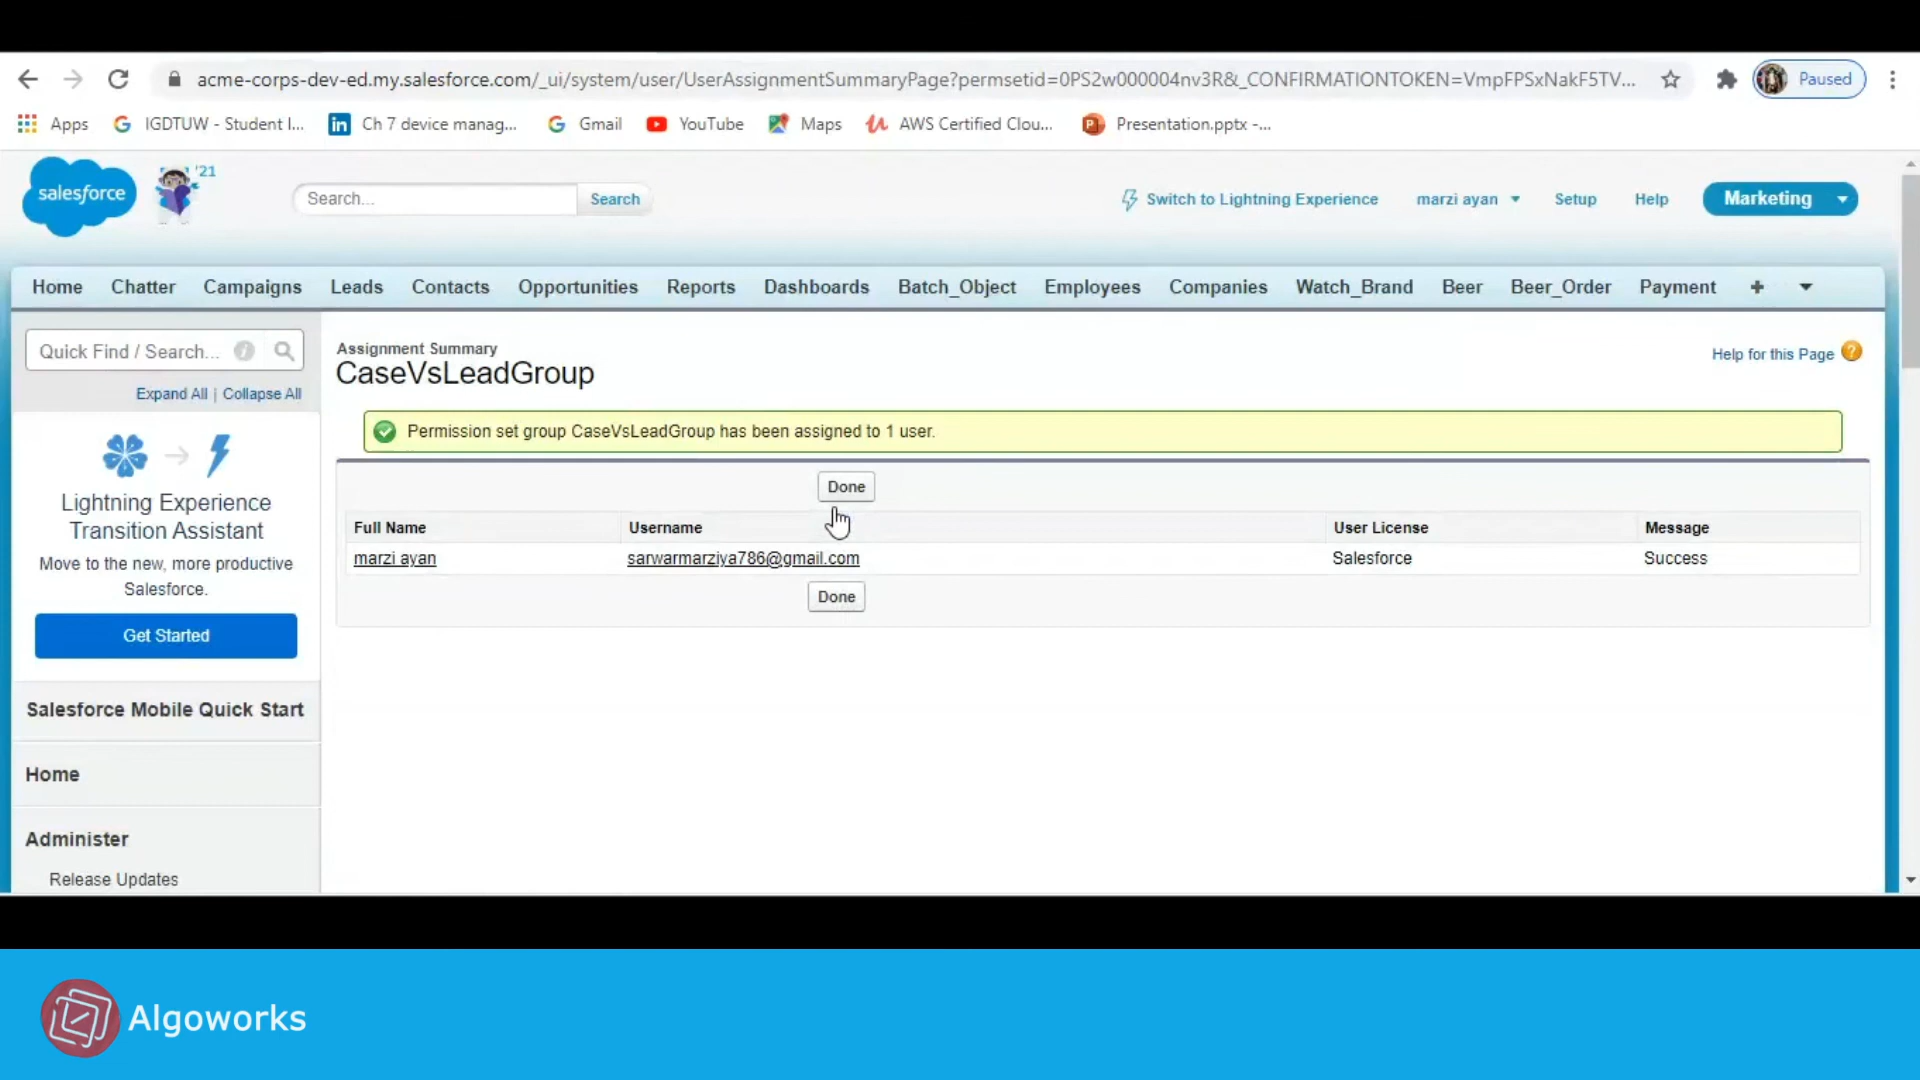 acme-corps-dev-ed.my.salesforce.com/_ui/system/user/UserAssignmentSummaryPage?permsetid=0PS2w000004nv3R&_CONFIRMATIONTOKEN=VmpFPSxNakF5TV... Paused
Apps IGDTUW - Student I... Ch 7 device manag... Gmail YouTube Maps AWS Certified Clou... Presentation.pptx -...
salesforce '21 Search... Search Switch to Lightning Experience marzi ayan Setup Help Marketing
Home Chatter Campaigns Leads Contacts Opportunities Reports Dashboards Batch_Object Employees Companies Watch_Brand Beer Beer_Order Payment +
Quick Find / Search...
Expand All | Collapse All
Lightning Experience
Transition Assistant
Move to the new, more productive
Salesforce.
Get Started
Salesforce Mobile Quick Start
Home
Administer
Release Updates
Assignment Summary
CaseVsLeadGroup
Help for this Page
Permission set group CaseVsLeadGroup has been assigned to 1 user.
Done
Full Name Username User License Message
marzi ayan sarwarmarziya786@gmail.com Salesforce Success
Done
Algoworks